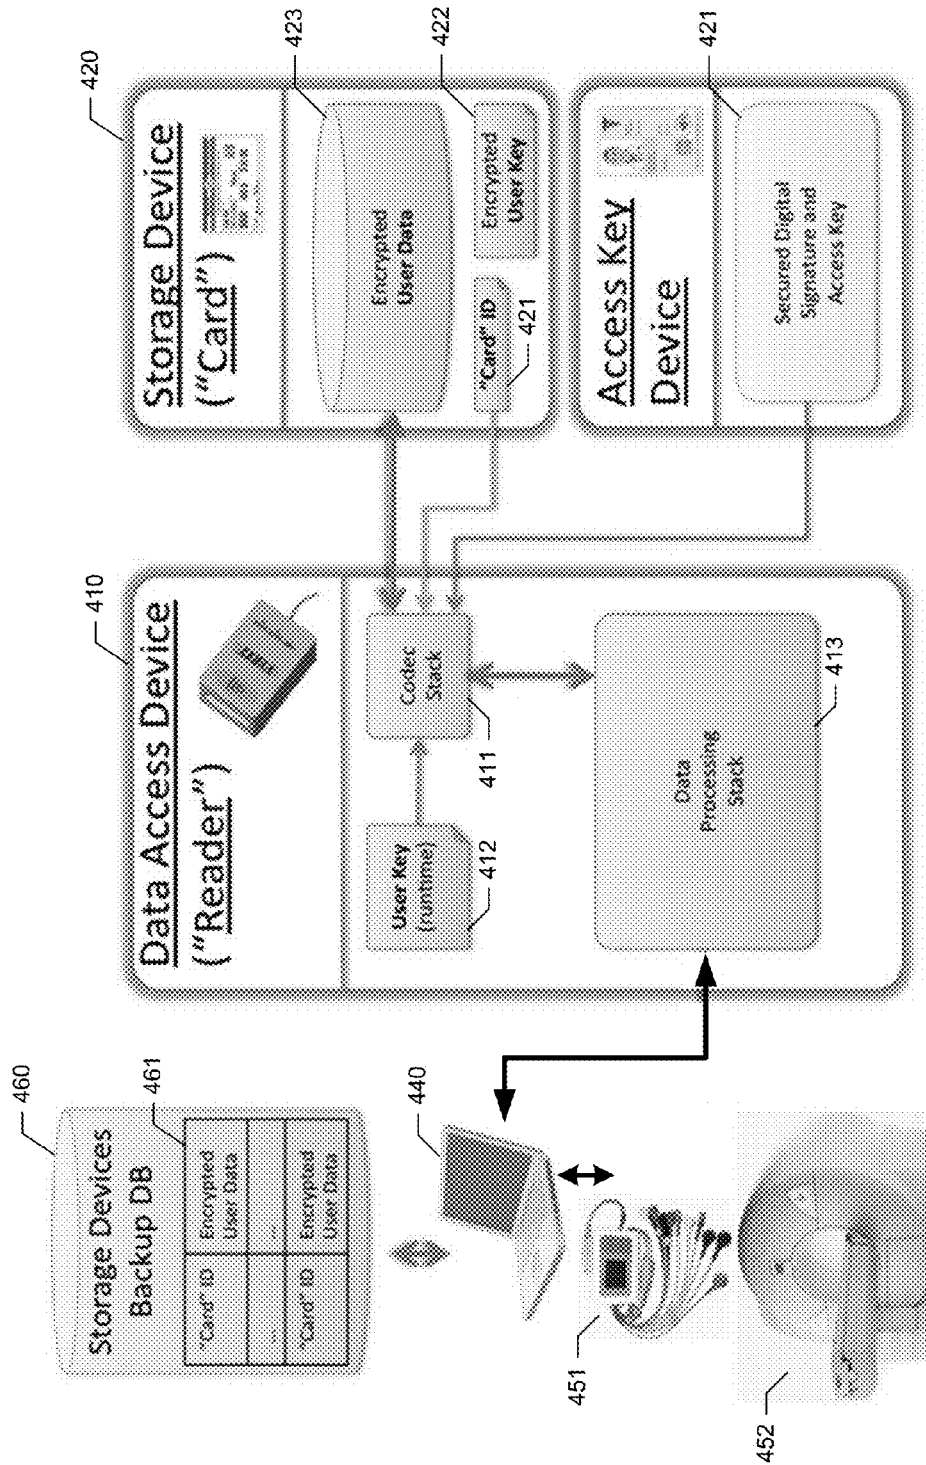 460
Storage Devices
Backup DB
461
"Card" ID
Encrypted
User Data
...
...
"Card" ID
Encrypted
User Data
440
451
452
410
Data Access Device
("Reader")
User Key
(runtime)
412
Codec
Stack
411
Data
Processing
Stack
413
420
Storage Device
("Card")
423
Encrypted
User Data
422
"Card" ID
421
Encrypted
User Key
Access Key
Device
421
Secured Digital
Signature and
Access Key